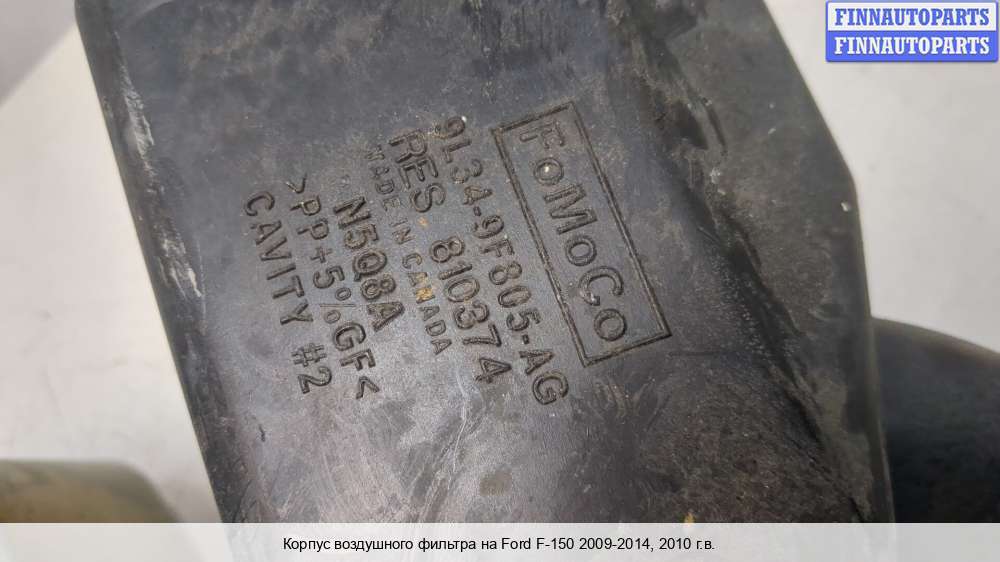 FINNAUTOPARTS
FINNAUTOPARTS
FoMoCo
9L34-9F805-AG
RES 810374
MADE IN CANADA
N5Q8A
>PP+5%GF<
CAVITY #2
Корпус воздушного фильтра на Ford F-150 2009-2014, 2010 г.в.